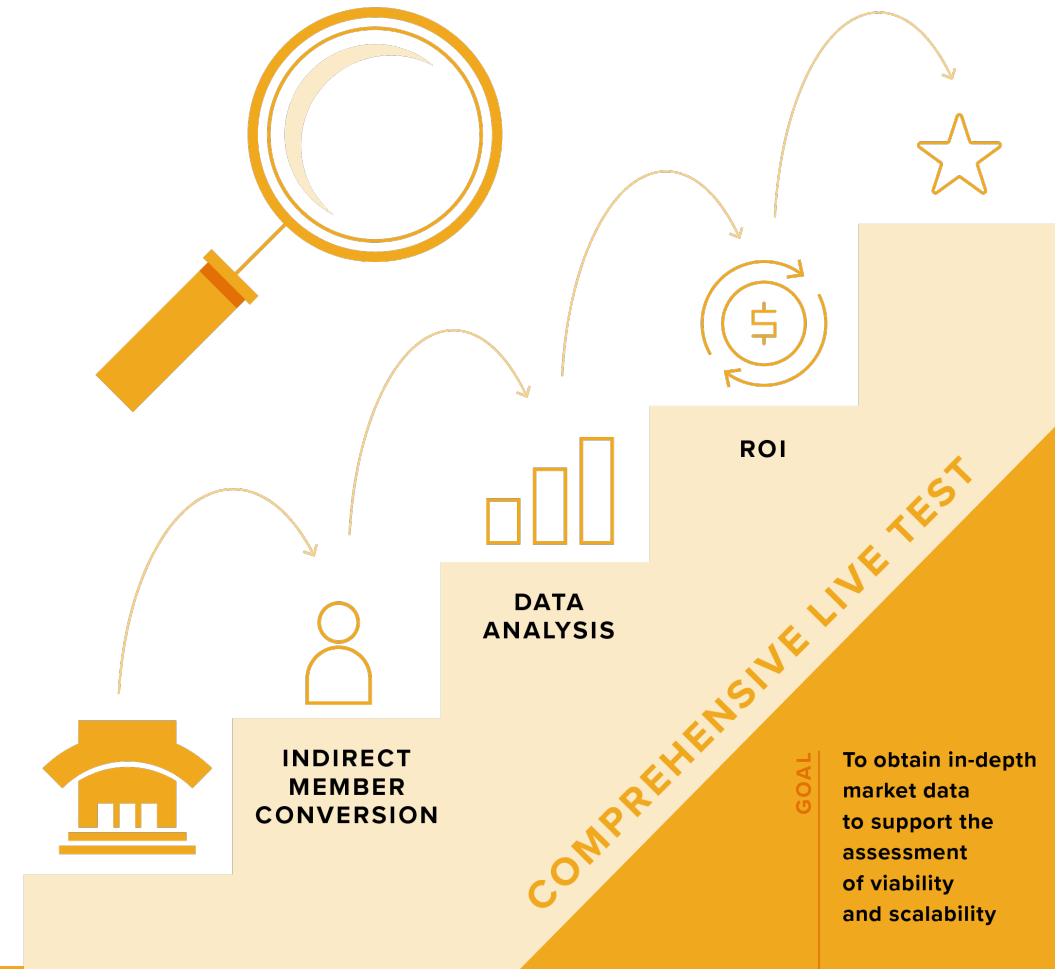 ROI
DATA
ANALYSIS
INDIRECT
MEMBER
CONVERSION
COMPREHENSIVE LIVE TEST
GOAL
To obtain in-depth
market data
to support the
assessment
of viability
and scalability
$